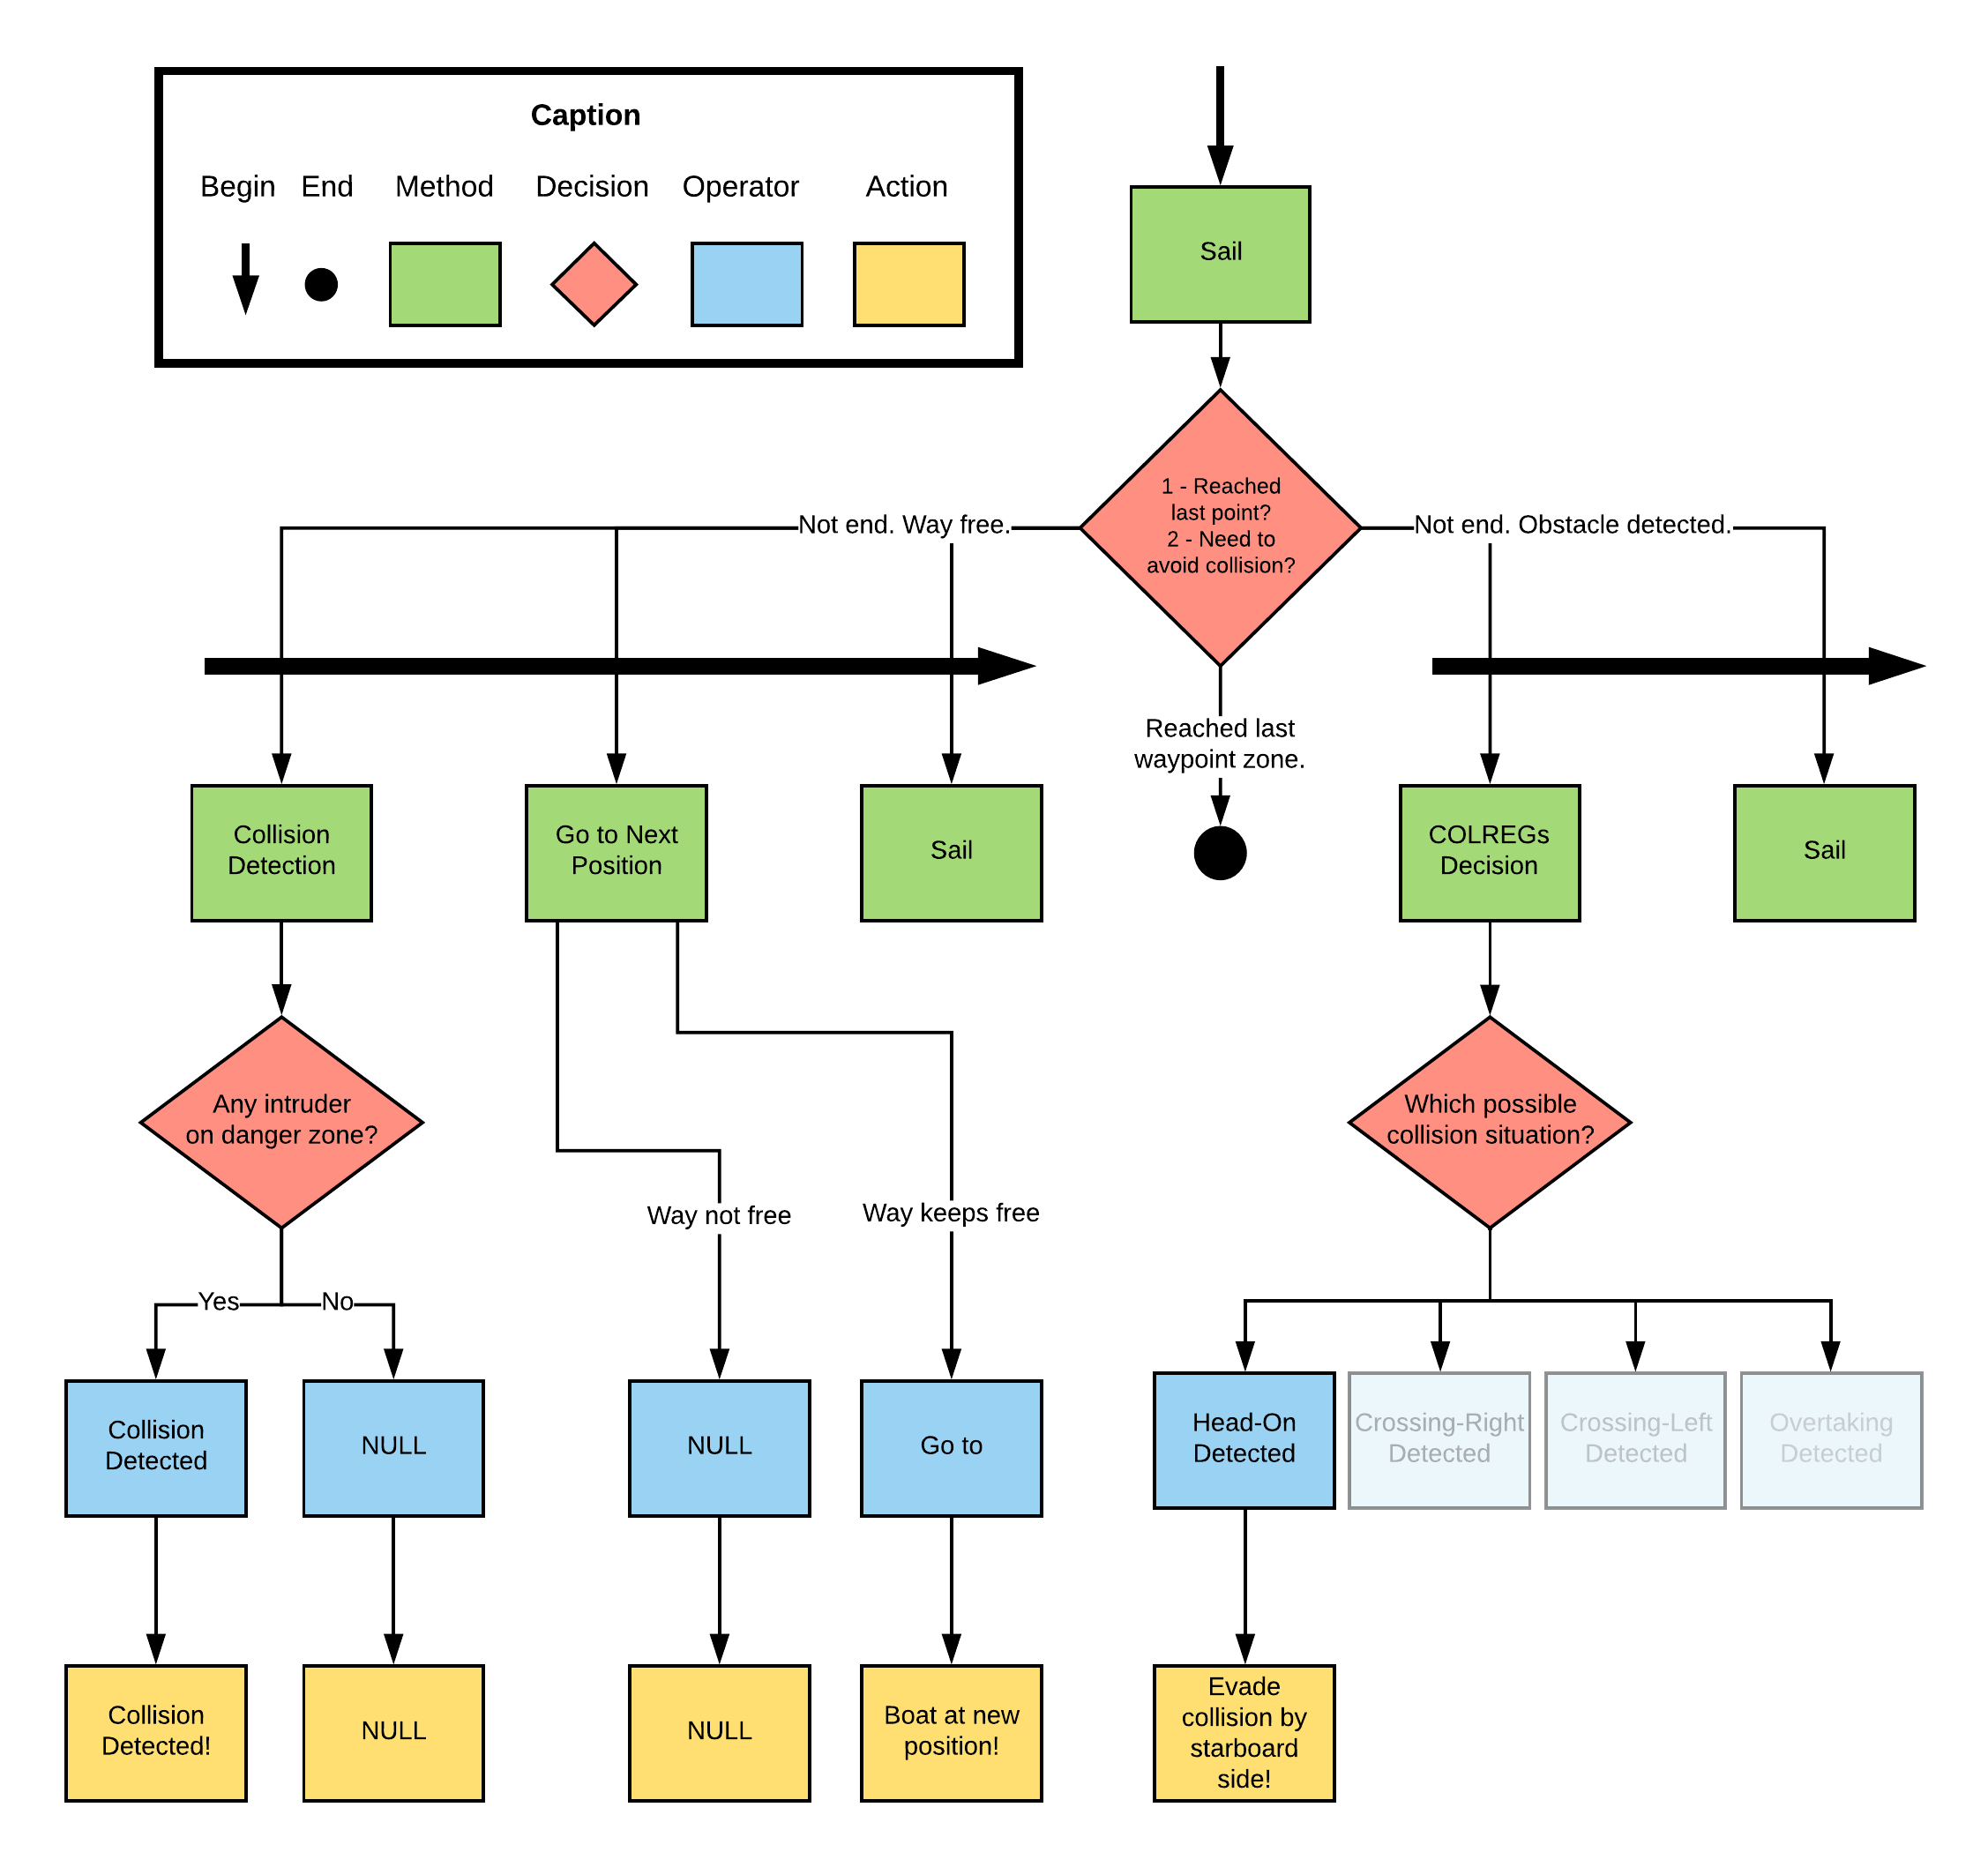 Caption
Begin
End
Method
Decision
Operator
Action
Sail
1 - Reached
last point?
2 - Need to
avoid collision?
Not end. Way free.
Not end. Obstacle detected.
Reached last
waypoint zone.
Collision
Detection
Go to Next
Position
Sail
COLREGs
Decision
Sail
Any intruder
on danger zone?
Which possible
collision situation?
Way not free
Way keeps free
Yes
No
Collision
Detected
NULL
NULL
Go to
Head-On
Detected
Crossing-Right
Detected
Crossing-Left
Detected
Overtaking
Detected
Collision
Detected!
NULL
NULL
Boat at new
position!
Evade
collision by
starboard
side!